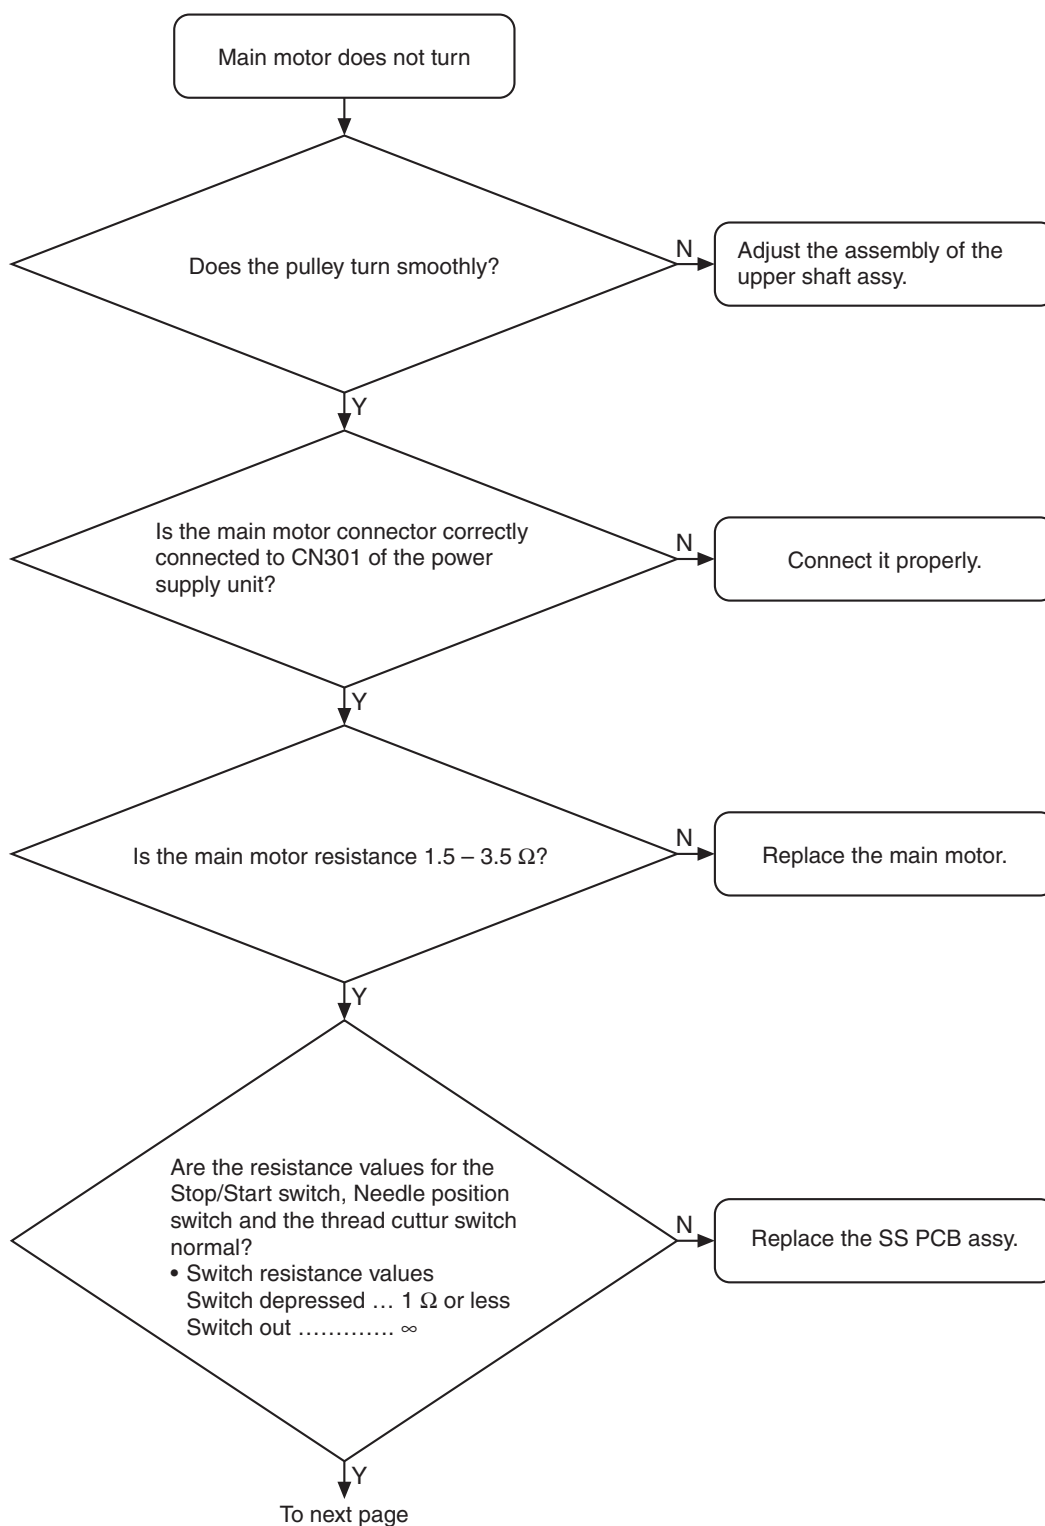 Main motor does not turn
Does the pulley turn smoothly?
N
Adjust the assembly of the
upper shaft assy.
Y
Is the main motor connector correctly
connected to CN301 of the power
supply unit?
N
Connect it properly.
Y
Is the main motor resistance 1.5 – 3.5 Ω?
N
Replace the main motor.
Y
Are the resistance values for the
Stop/Start switch, Needle position
switch and the thread cuttur switch
normal?
• Switch resistance values
Switch depressed … 1 Ω or less
Switch out …………. ∞
N
Replace the SS PCB assy.
Y
To next page